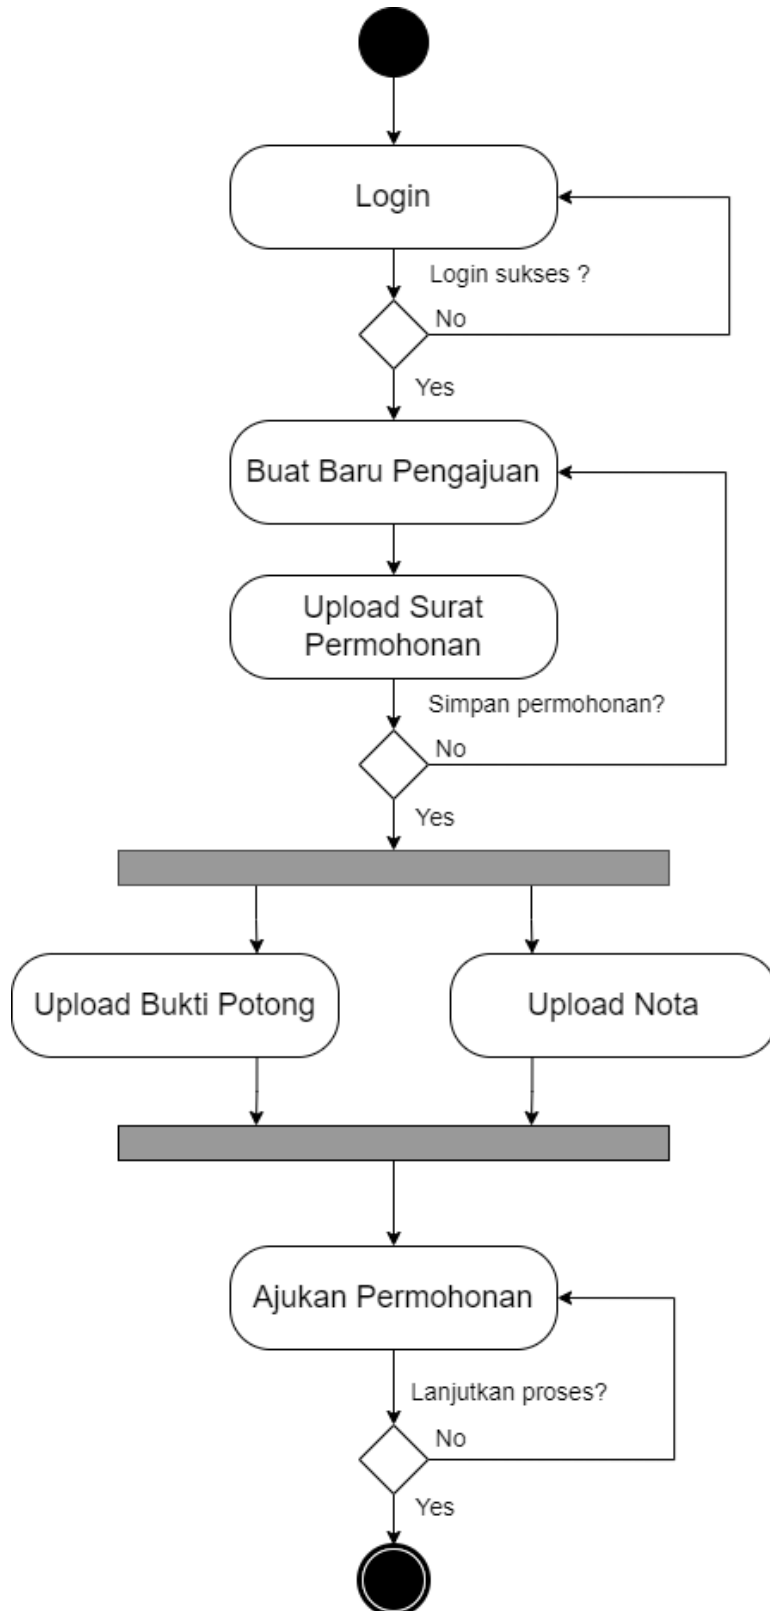 Login
Login sukses ?
No
Yes
Buat Baru Pengajuan
Upload Surat
Permohonan
Simpan permohonan?
No
Yes
Upload Bukti Potong
Upload Nota
Ajukan Permohonan
Lanjutkan proses?
No
Yes